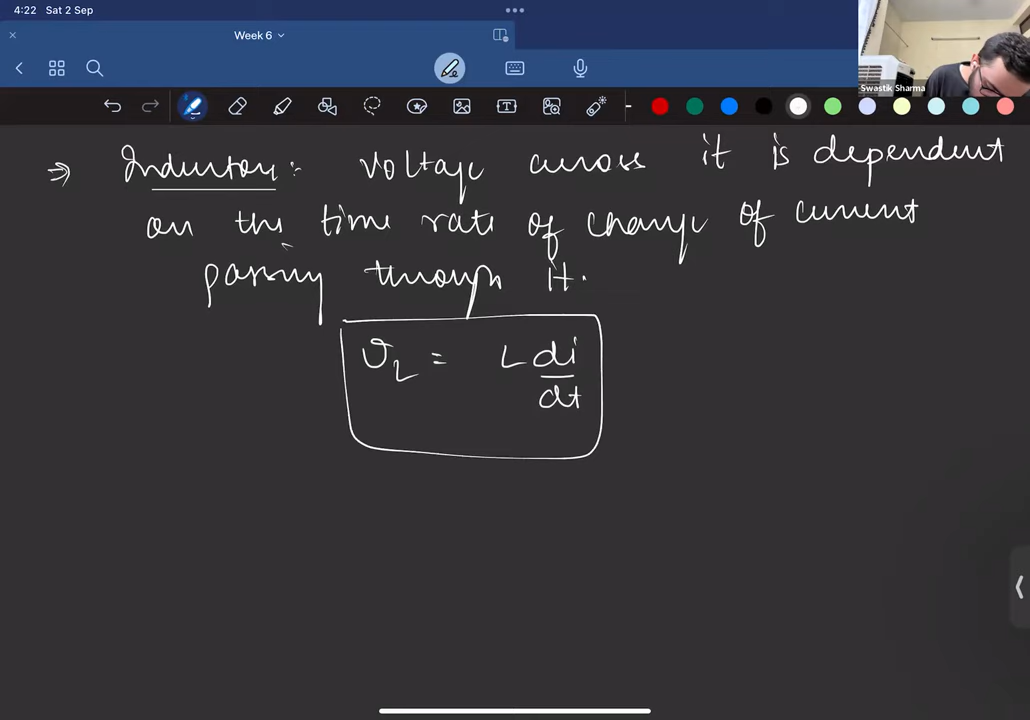 4:22 Sat 2 Sep
Week 6
Swastik Sharma
⇒ Inductor: voltage across it is dependent
on the time rate of change of current
passing through it.
v_L = L di/dt